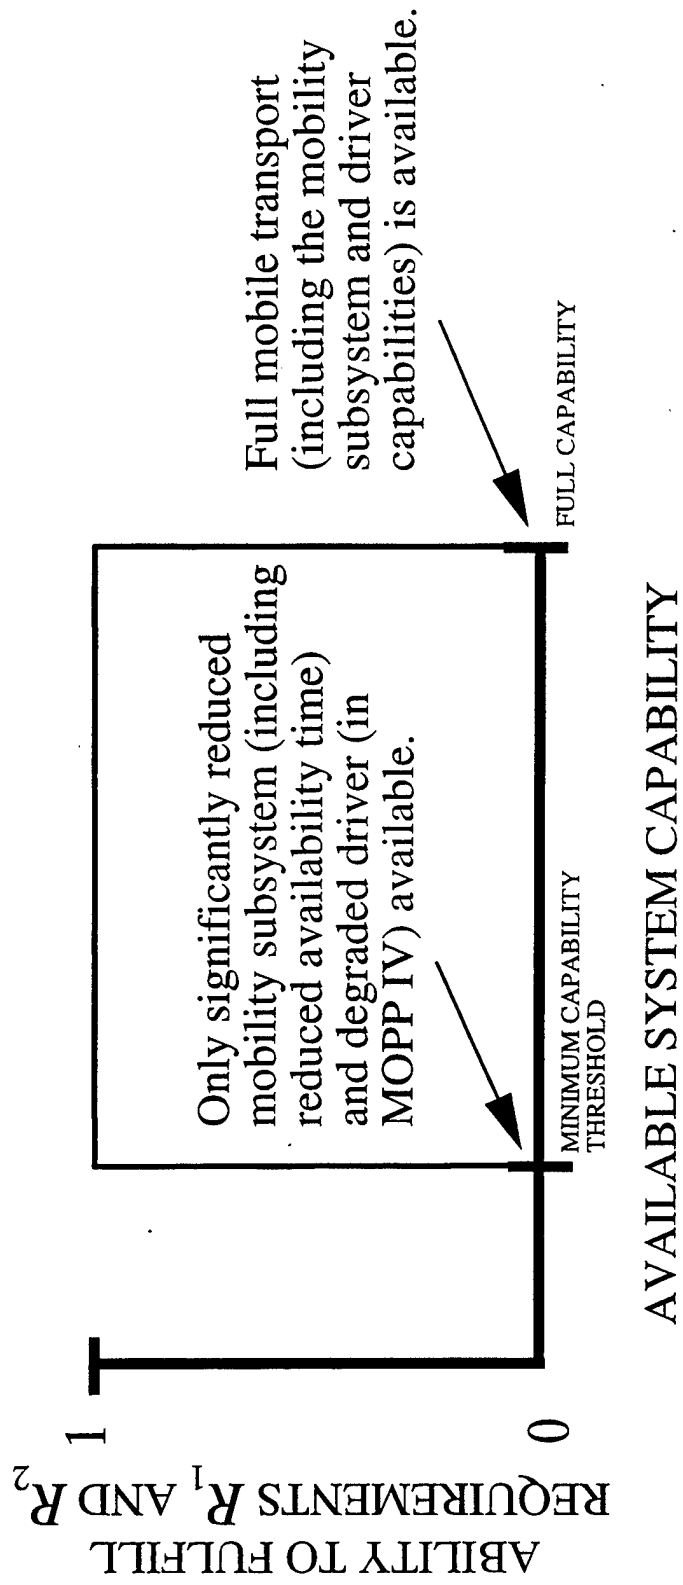 ABILITY TO FULFILL
REQUIREMENTS R1 AND R2
1
0
Only significantly reduced
mobility subsystem (including
reduced availability time)
and degraded driver (in
MOPP IV) available.
Full mobile transport
(including the mobility
subsystem and driver
capabilities) is available.
MINIMUM CAPABILITY
THRESHOLD
FULL CAPABILITY
AVAILABLE SYSTEM CAPABILITY